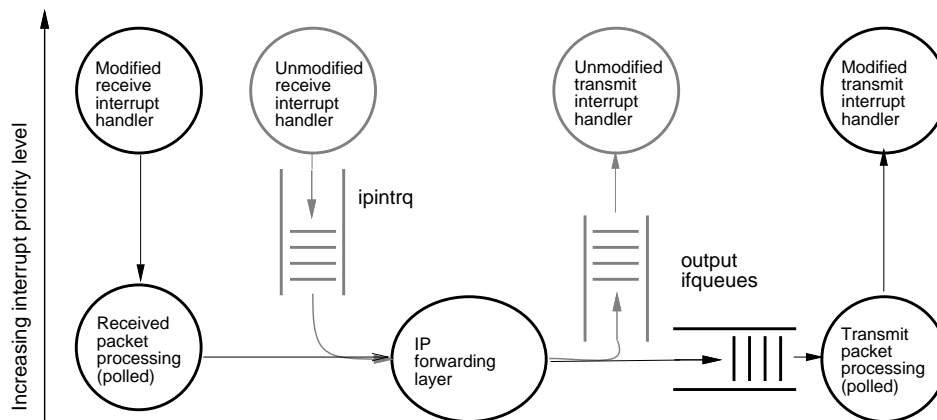 Increasing interrupt priority level
Modified
receive
interrupt
handler
Unmodified
receive
interrupt
handler
Unmodified
transmit
interrupt
handler
Modified
transmit
interrupt
handler
ipintrq
output
ifqueues
Received
packet
processing
(polled)
IP
forwarding
layer
Transmit
packet
processing
(polled)